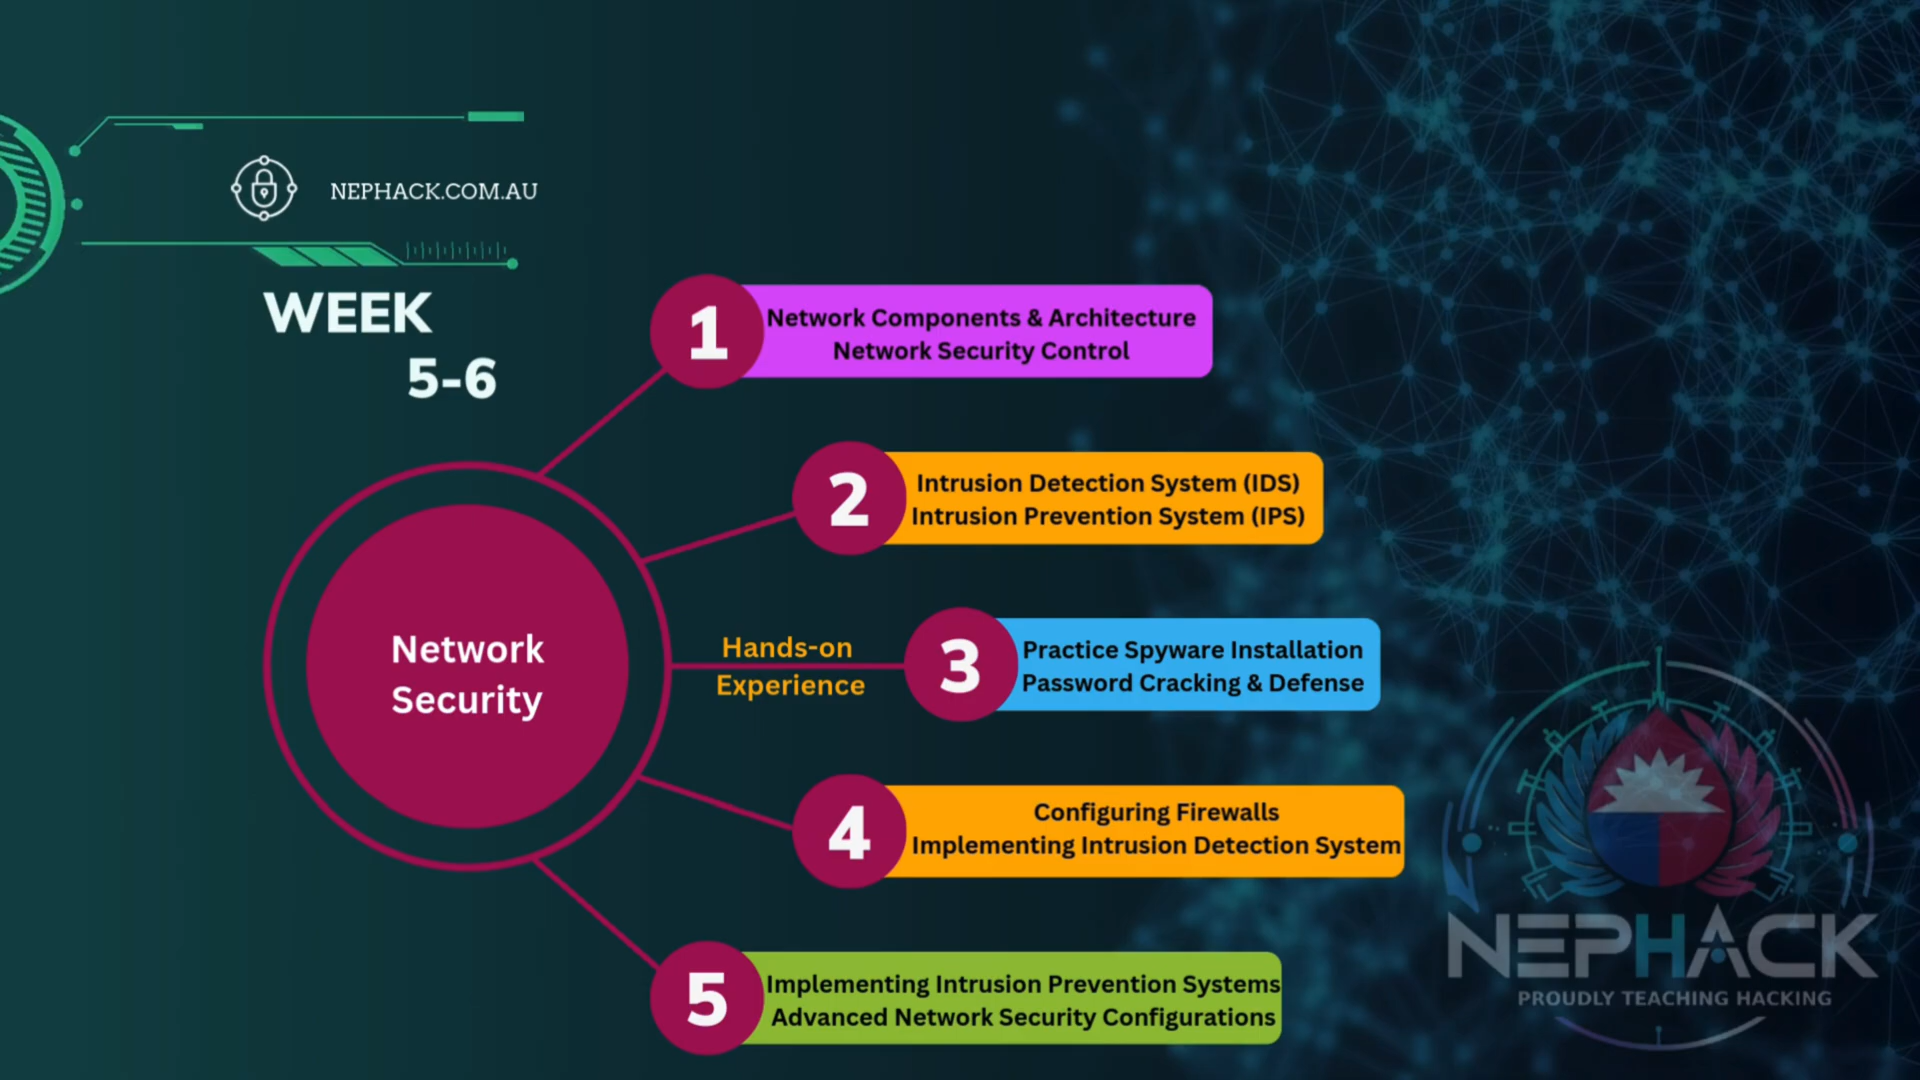 NEPHACK.COM.AU
WEEK
5-6
Network
Security
1
Network Components & Architecture
Network Security Control
2
Intrusion Detection System (IDS)
Intrusion Prevention System (IPS)
Hands-on
Experience
3
Practice Spyware Installation
Password Cracking & Defense
4
Configuring Firewalls
Implementing Intrusion Detection System
5
Implementing Intrusion Prevention Systems
Advanced Network Security Configurations
NEPHACK
PROUDLY TEACHING HACKING